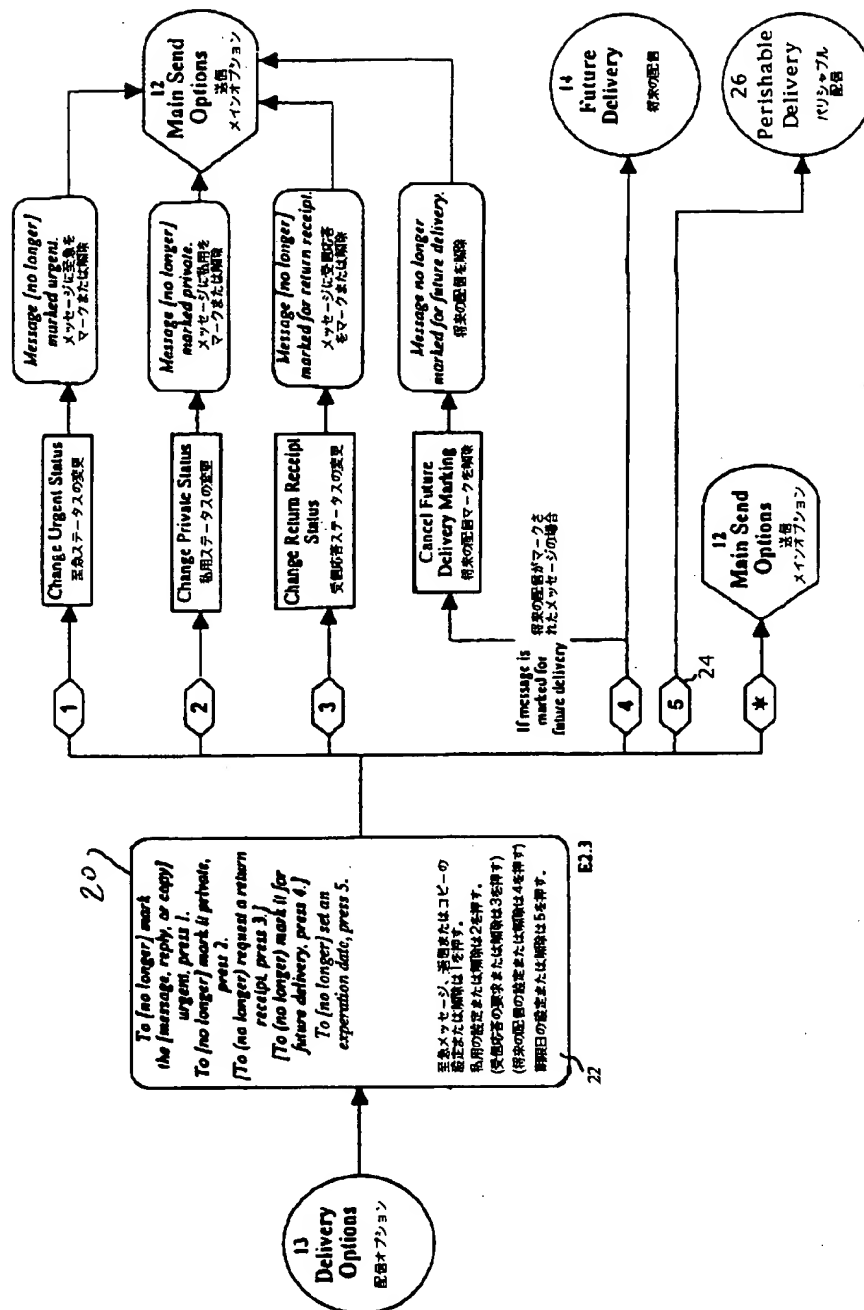 13
Delivery
Options
配信オプション
20
To [no longer] mark
the [message, reply, or copy]
urgent, press 1.
To [no longer] mark it private,
press 2.
[To (no longer) request a return
receipt, press 3.]
[To (no longer) mark it for
future delivery, press 4.]
To [no longer] set an
experation date, press 5.
至急メッセージ、返信またはコピーの
設定または解除は1を押す。
私用の設定または解除は2を押す。
(受信応答の要求または解除は3を押す)
(将来の配信の設定または解除は4を押す)
期限日の設定または解除は5を押す。
22
E2.3
1
Change Urgent Status
至急ステータスの変更
Message [no longer]
marked urgent.
メッセージに至急を
マークまたは解除
2
Change Private Status
私用ステータスの変更
Message [no longer]
marked private.
メッセージに私用を
マークまたは解除
3
Change Return Receipt
Status
受信応答ステータスの変更
Message [no longer]
marked for return receipt.
メッセージに受信応答
をマークまたは解除
If message is
marked for
future delivery
将来の配信がマークさ
れたメッセージの場合
Cancel Future
Delivery Marking
将来の配信マークを解除
Message no longer
marked for future delivery.
将来の配信を解除
12
Main Send
Options
送信
メインオプション
4
14
Future
Delivery
将来の配信
5
24
26
Perishable
Delivery
パリシャブル
配信
*
12
Main Send
Options
送信
メインオプション